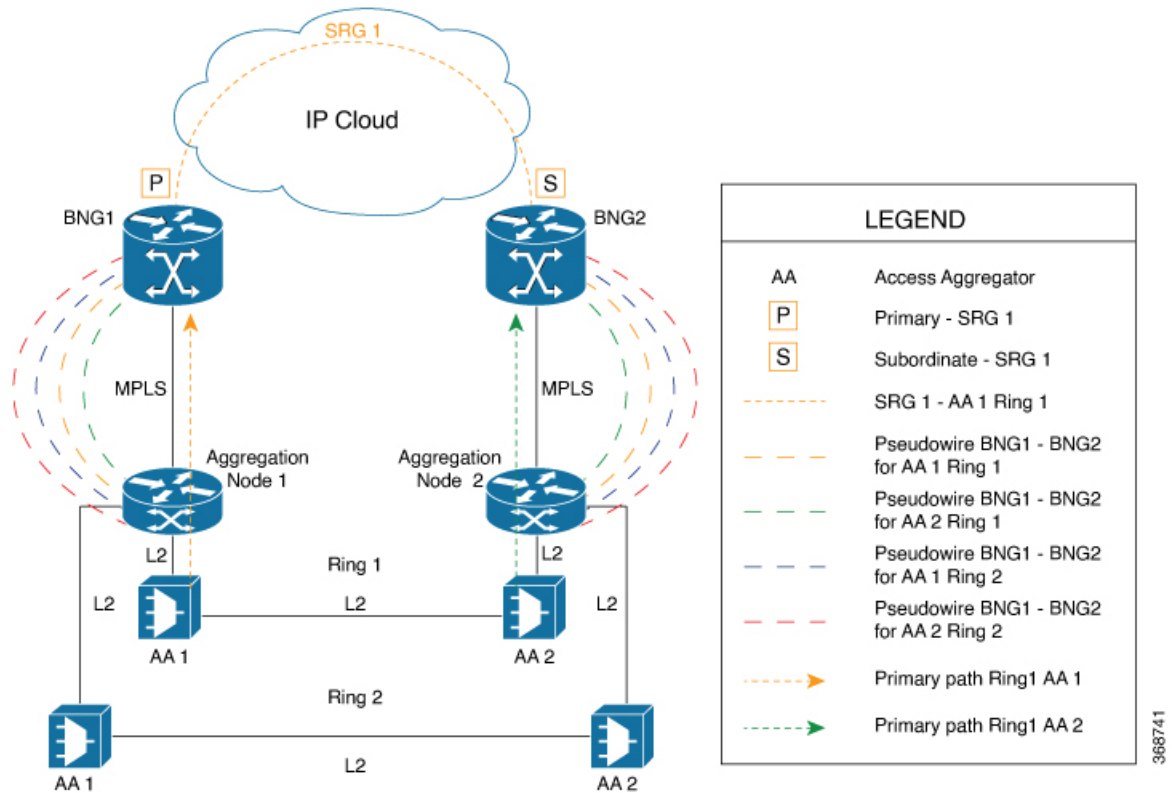 SRG 1
IP Cloud
P
S
BNG1
BNG2
MPLS
MPLS
Aggregation
Node 1
Aggregation
Node 2
L2
L2
Ring 1
L2
L2
L2
AA 1
AA 2
Ring 2
L2
AA 1
AA 2
LEGEND
AA Access Aggregator
P Primary - SRG 1
S Subordinate - SRG 1
SRG 1 - AA 1 Ring 1
Pseudowire BNG1 - BNG2
for AA 1 Ring 1
Pseudowire BNG1 - BNG2
for AA 2 Ring 1
Pseudowire BNG1 - BNG2
for AA 1 Ring 2
Pseudowire BNG1 - BNG2
for AA 2 Ring 2
Primary path Ring1 AA 1
Primary path Ring1 AA 2
368741